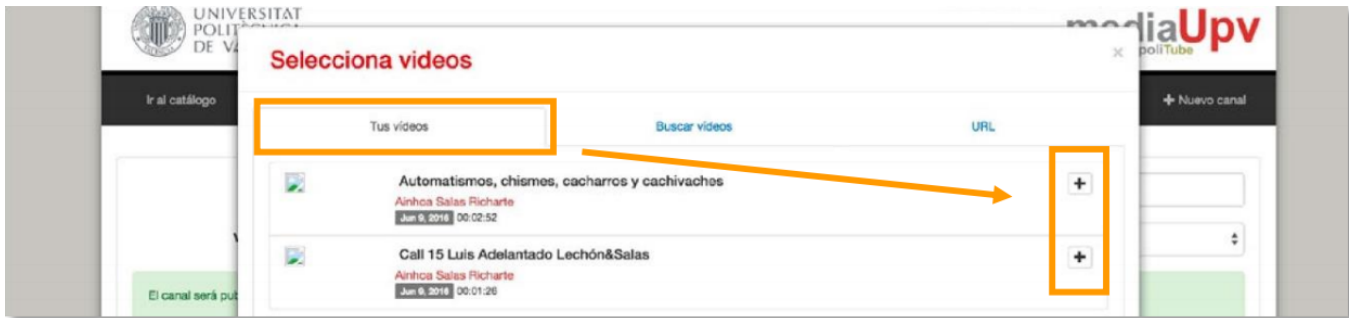 UNIVERSITAT
POLITÈCNICA
DE VA
mediaUpv
poliTube
Selecciona videos
×
Ir al catálogo
+ Nuevo canal
Tus vídeos
Buscar vídeos
URL
Automatismos, chismes, cacharros y cachivaches
Ainhoa Salas Richarte
Jun 9, 2016 00:02:52
Call 15 Luis Adelantado Lechón&Salas
Ainhoa Salas Richarte
Jun 9, 2016 00:01:26
El canal será pub